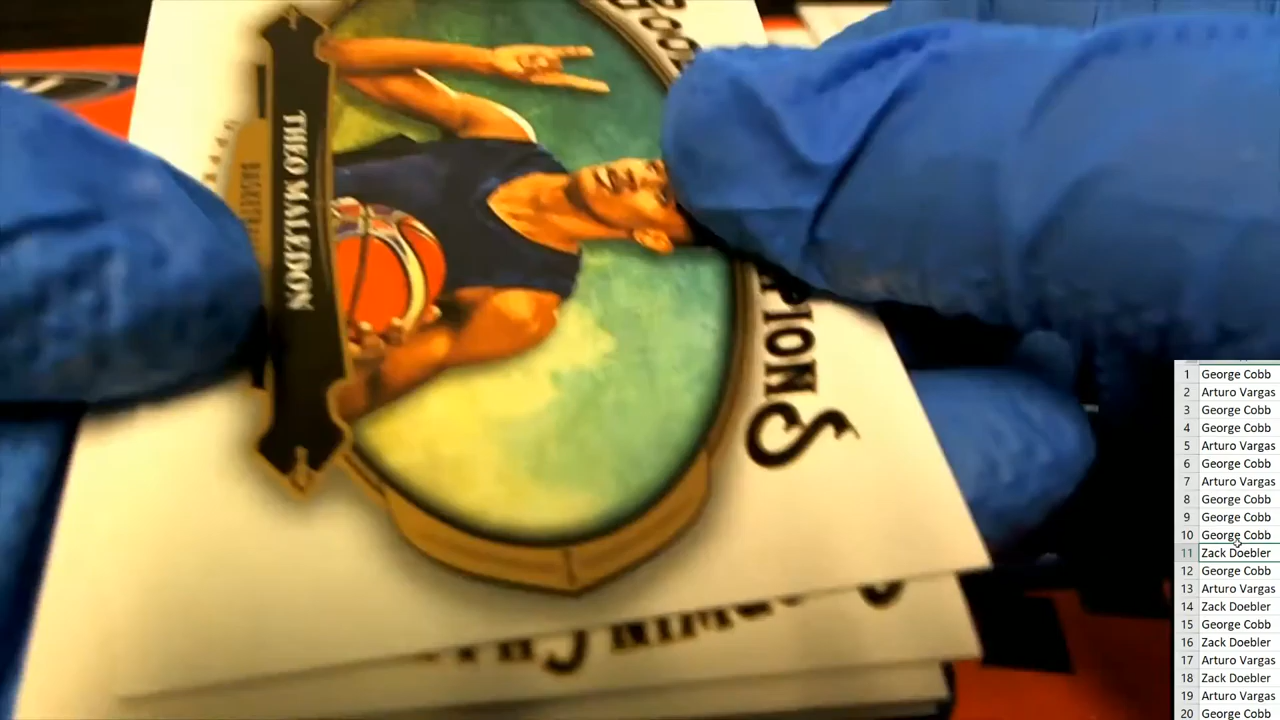 THEO MALEDON
PIONS
1 George Cobb
2 Arturo Vargas
3 George Cobb
4 George Cobb
5 Arturo Vargas
6 George Cobb
7 Arturo Vargas
8 George Cobb
9 George Cobb
10 George Cobb
11 Zack Doebler
12 George Cobb
13 Arturo Vargas
14 Zack Doebler
15 George Cobb
16 Zack Doebler
17 Arturo Vargas
18 Zack Doebler
19 Arturo Vargas
20 George Cobb